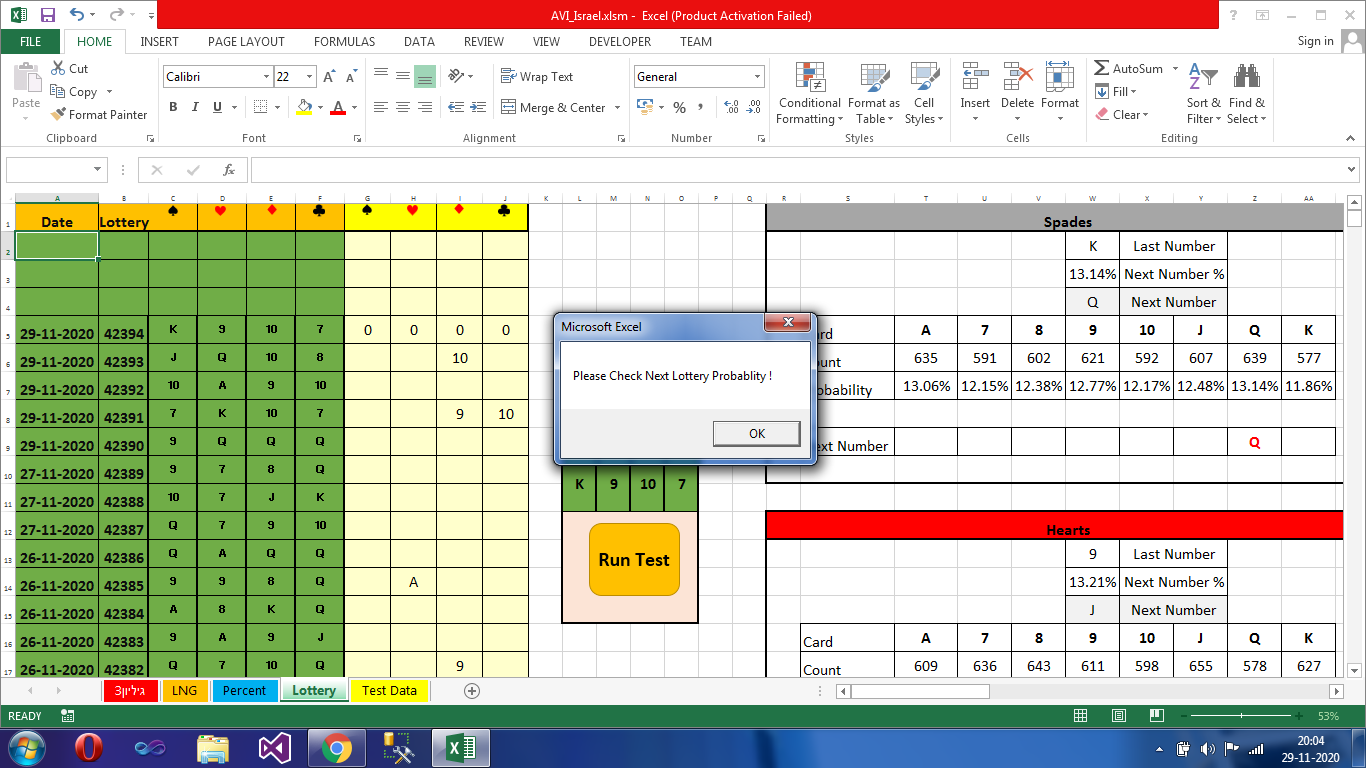 AVI_Israel.xlsm - Excel (Product Activation Failed)
FILE HOME INSERT PAGE LAYOUT FORMULAS DATA REVIEW VIEW DEVELOPER TEAM Sign in
Paste Cut Copy Format Painter
Clipboard
Calibri 22
B I U
Font
Wrap Text
Merge & Center
Alignment
General
% ,
Number
Conditional Formatting Format as Table Cell Styles
Styles
Insert Delete Format
Cells
AutoSum Fill Clear Sort & Filter Find & Select
Editing
fx
A B C D E F G H I J K L M N O P Q R S T U V W X Y Z AA
1 Date Lottery ♠ ♥ ♦ ♣ ♠ ♥ ♦ ♣
2
3
4
5 29-11-2020 42394 K 9 10 7 0 0 0 0
6 29-11-2020 42393 J Q 10 8 10
7 29-11-2020 42392 10 A 9 10
8 29-11-2020 42391 7 K 10 7 9 10
9 29-11-2020 42390 9 Q Q Q
10 27-11-2020 42389 9 7 8 Q
11 27-11-2020 42388 10 7 J K
12 27-11-2020 42387 Q 7 9 10
13 26-11-2020 42386 Q A Q Q
14 26-11-2020 42385 9 9 8 Q A
15 26-11-2020 42384 A 8 K Q
16 26-11-2020 42383 9 A 9 J
17 26-11-2020 42382 Q 7 10 Q 9
Microsoft Excel
Please Check Next Lottery Probablity !
OK
K 9 10 7
Run Test
Spades
K Last Number
13.14% Next Number %
Q Next Number
A 7 8 9 10 J Q K
635 591 602 621 592 607 639 577
13.06% 12.15% 12.38% 12.77% 12.17% 12.48% 13.14% 11.86%
Number Q
Hearts
9 Last Number
13.21% Next Number %
J Next Number
Card A 7 8 9 10 J Q K
Count 609 636 643 611 598 655 578 627
גיליון3 LNG Percent Lottery Test Data
READY 53%
20:04
29-11-2020